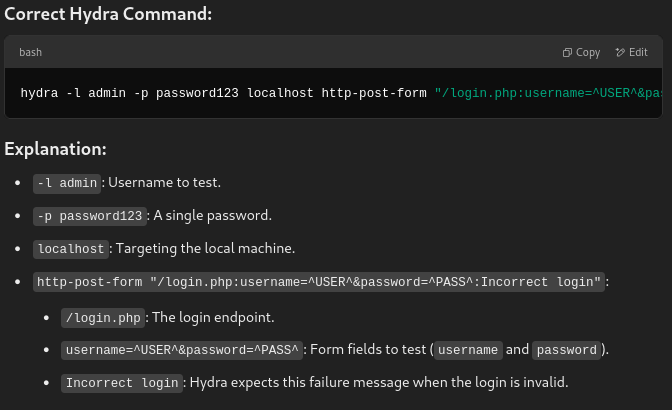 Correct Hydra Command:
bash Copy Edit
hydra -l admin -p password123 localhost http-post-form "/login.php:username=^USER^&pas
Explanation:
• -l admin: Username to test.
• -p password123: A single password.
• localhost: Targeting the local machine.
• http-post-form "/login.php:username=^USER^&password=^PASS^:Incorrect login":
• /login.php: The login endpoint.
• username=^USER^&password=^PASS^: Form fields to test (username and password).
• Incorrect login: Hydra expects this failure message when the login is invalid.